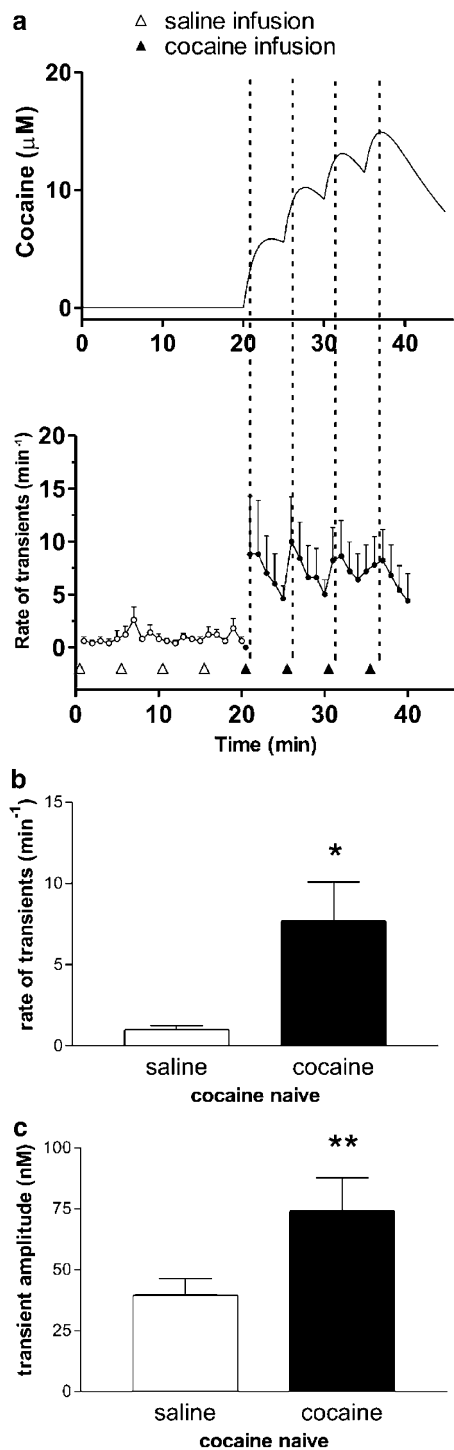 a
△ saline infusion
▲ cocaine infusion
Cocaine (μM)
20
10
0
0 10 20 30 40
Rate of transients (min⁻¹)
20
15
10
5
0
0 10 20 30 40
Time (min)
b
rate of transients (min⁻¹)
15
10
5
0
*
saline cocaine
cocaine naive
c
transient amplitude (nM)
100
75
50
25
0
**
saline cocaine
cocaine naive